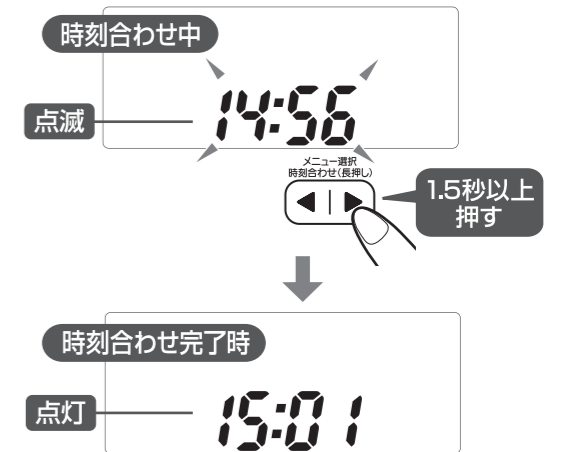 時刻合わせ中
点滅
14:56
メニュー選択
時刻合わせ(長押し)
1.5秒以上
押す
時刻合わせ完了時
点灯
15:01